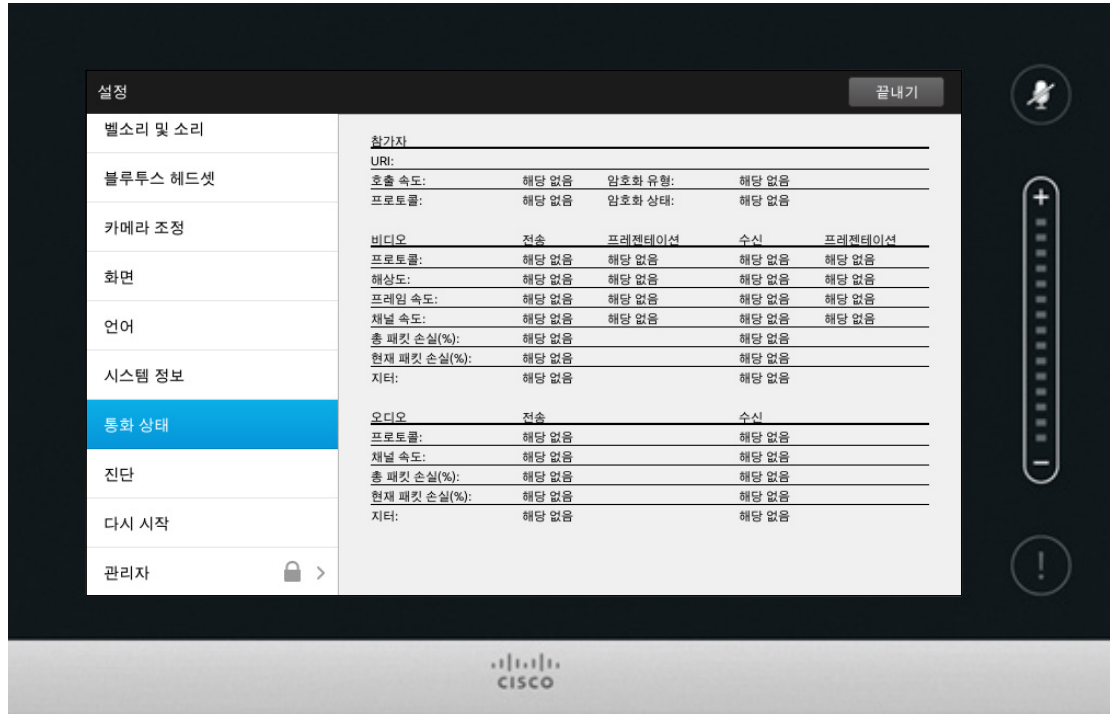 설정
끝내기
벨소리 및 소리
블루투스 헤드셋
카메라 조정
화면
언어
시스템 정보
통화 상태
진단
다시 시작
관리자
참가자
URI:
호출 속도: 해당 없음 암호화 유형: 해당 없음
프로토콜: 해당 없음 암호화 상태: 해당 없음
비디오 전송 프레젠테이션 수신 프레젠테이션
프로토콜: 해당 없음 해당 없음 해당 없음 해당 없음
해상도: 해당 없음 해당 없음 해당 없음 해당 없음
프레임 속도: 해당 없음 해당 없음 해당 없음 해당 없음
채널 속도: 해당 없음 해당 없음 해당 없음 해당 없음
총 패킷 손실(%): 해당 없음 해당 없음
현재 패킷 손실(%): 해당 없음 해당 없음
지터: 해당 없음 해당 없음
오디오 전송 수신
프로토콜: 해당 없음 해당 없음
채널 속도: 해당 없음 해당 없음
총 패킷 손실(%): 해당 없음 해당 없음
현재 패킷 손실(%): 해당 없음 해당 없음
지터: 해당 없음 해당 없음
CISCO